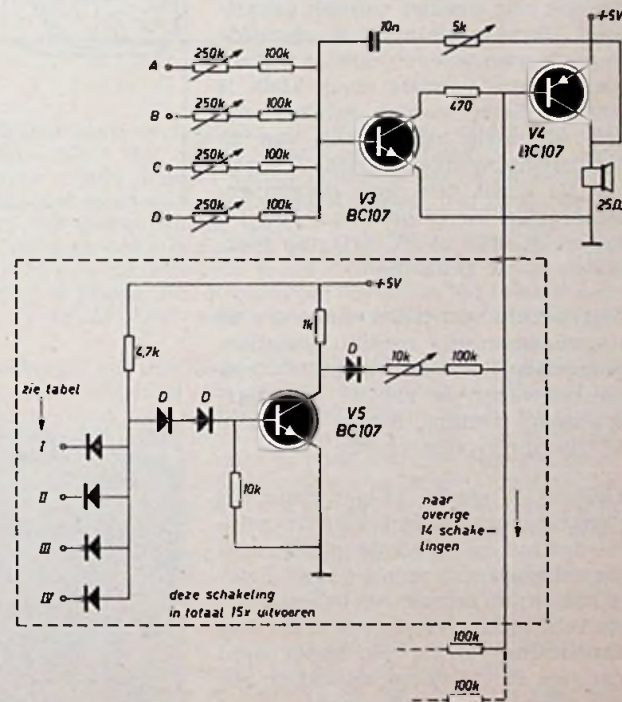 10n
5k
+5V
A
250k
100k
B
250k
100k
470
V4
BC107
C
250k
100k
V3
BC107
D
250k
100k
25Ω
+5V
1k
4,7k
zie tabel
D
10k
100k
D
D
V5
BC107
I
II
10k
naar
overige
14 schake-
lingen
III
IV
deze schakeling
in totaal 15x uitvoeren
100k
100k